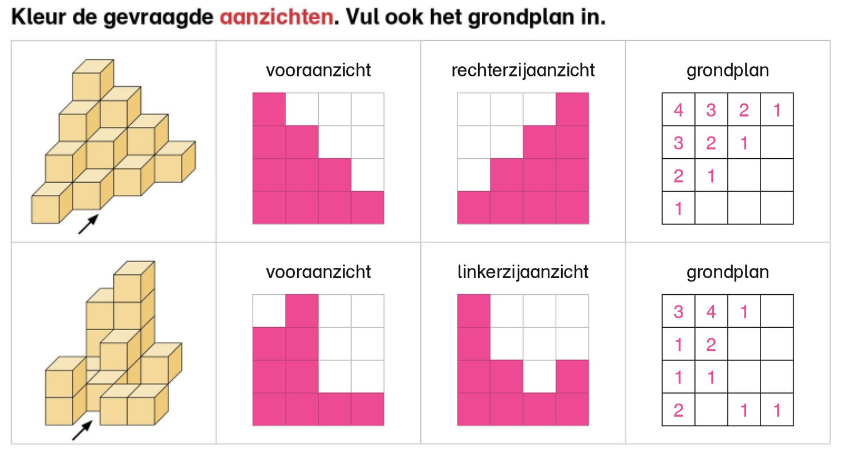 Kleur de gevraagde aanzichten. Vul ook het grondplan in.
vooraanzicht
rechterzijaanzicht
grondplan
4 3 2 1
3 2 1
2 1
1
vooraanzicht
linkerzijaanzicht
grondplan
3 4 1
1 2
1 1
2 1 1